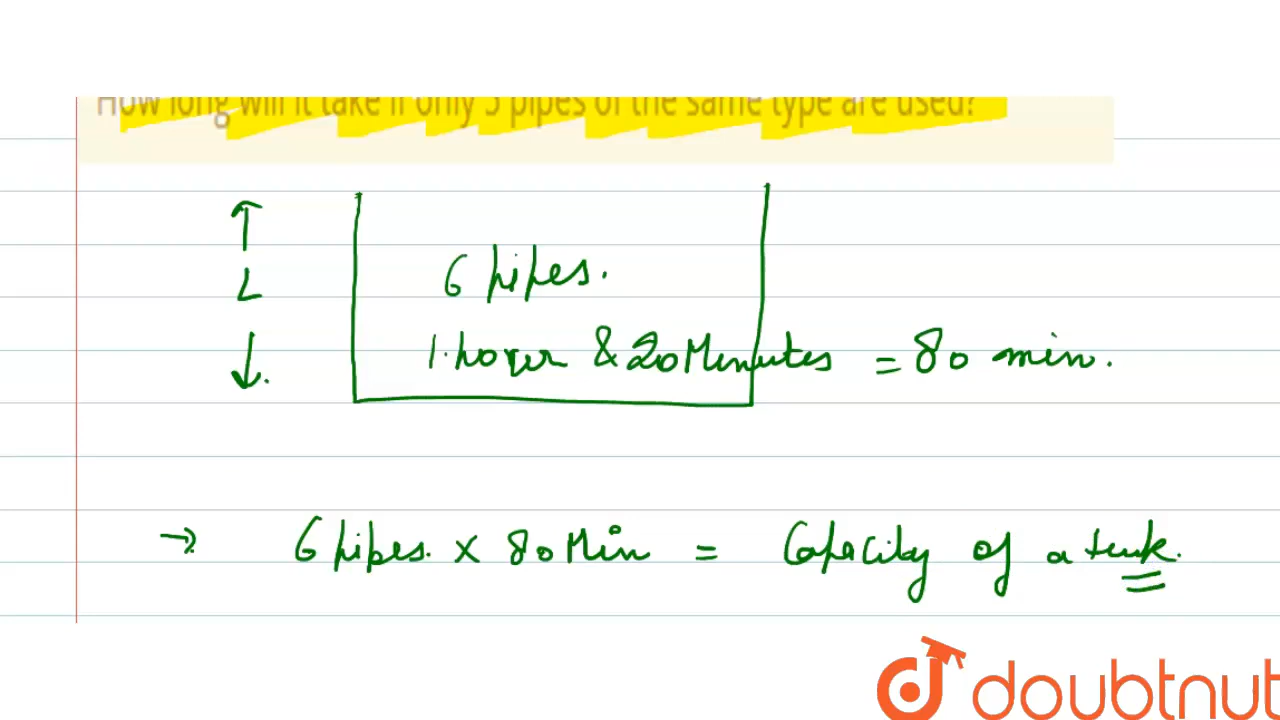 How long will it take if only 5 pipes of the same type are used?
L
6 pipes.
1 hour & 20 Minutes = 80 min.
→ 6 pipes. × 80 Min = Capacity of a tank.
doubtnut